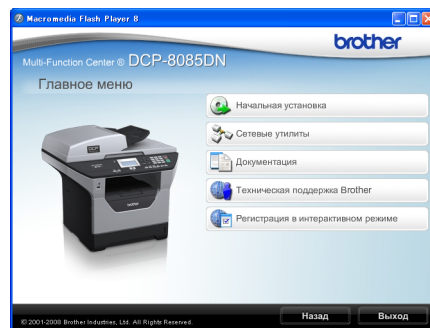 Macromedia Flash Player 8
brother
Multi-Function Center ® DCP-8085DN
Главное меню
Начальная установка
Сетевые утилиты
Документация
Техническая поддержка Brother
Регистрация в интерактивном режиме
© 2001-2008 Brother Industries, Ltd. All Rights Reserved.
Назад
Выход